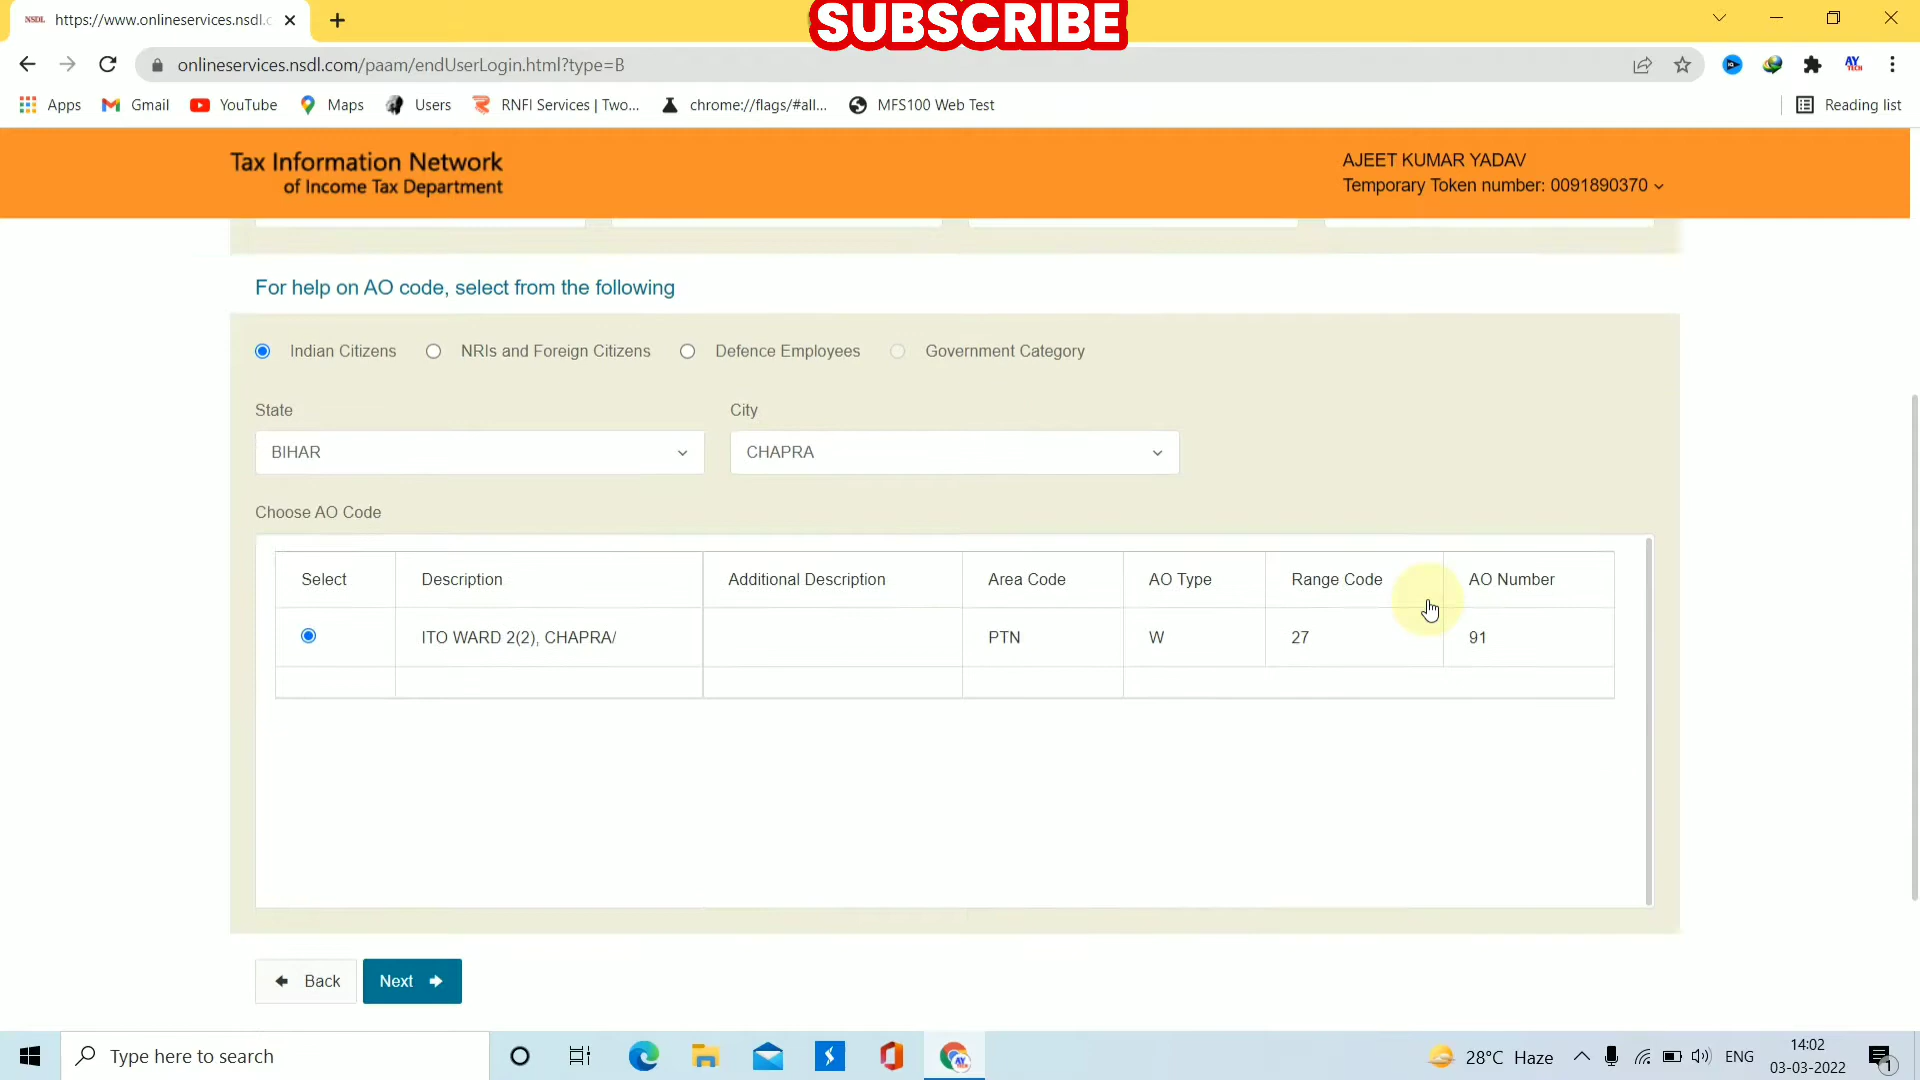 SUBSCRIBE
NSDL https://www.onlineservices.nsdl.c
onlineservices.nsdl.com/paam/endUserLogin.html?type=B
Apps Gmail YouTube Maps Users RNFI Services | Two... chrome://flags/#all... MFS100 Web Test Reading list
Tax Information Network
of Income Tax Department
AJEET KUMAR YADAV
Temporary Token number: 0091890370
For help on AO code, select from the following
Indian Citizens NRIs and Foreign Citizens Defence Employees Government Category
State City
BIHAR CHAPRA
Choose AO Code
Select Description Additional Description Area Code AO Type Range Code AO Number
ITO WARD 2(2), CHAPRA/ PTN W 27 91
Back Next
Type here to search
28°C Haze ENG
14:02
03-03-2022
1
AY
TECH